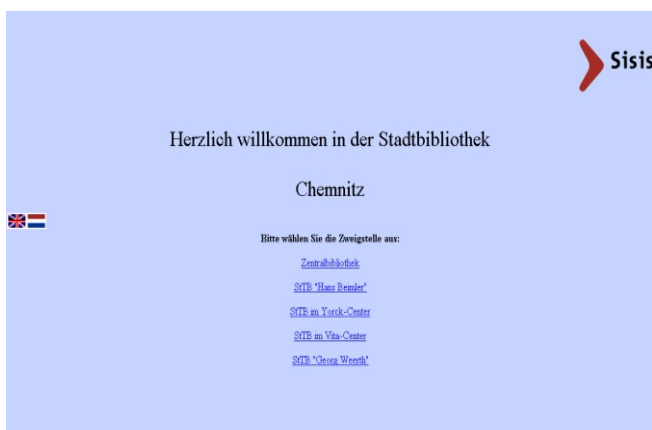 Sisis
Herzlich willkommen in der Stadtbibliothek
Chemnitz
Bitte wählen Sie die Zweigstelle aus:
Zentralbibliothek
StTB "Hans Beimler"
StTB im Yorck-Center
StTB im Vita-Center
StTB "Georg Weerth"